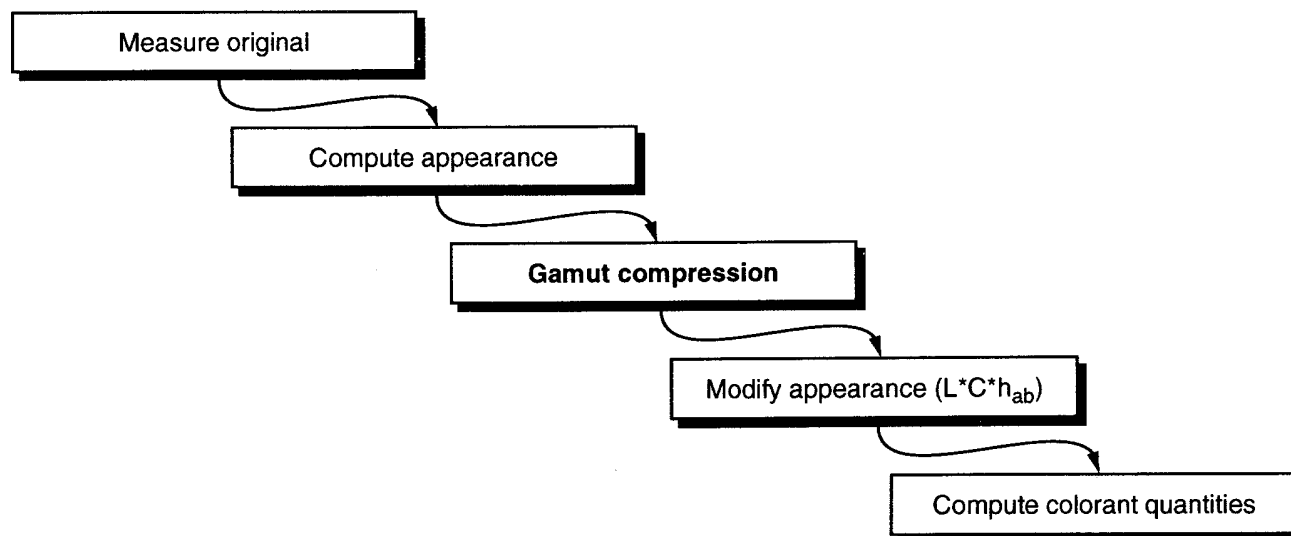 Measure original
Compute appearance
Gamut compression
Modify appearance (L*C*hab)
Compute colorant quantities